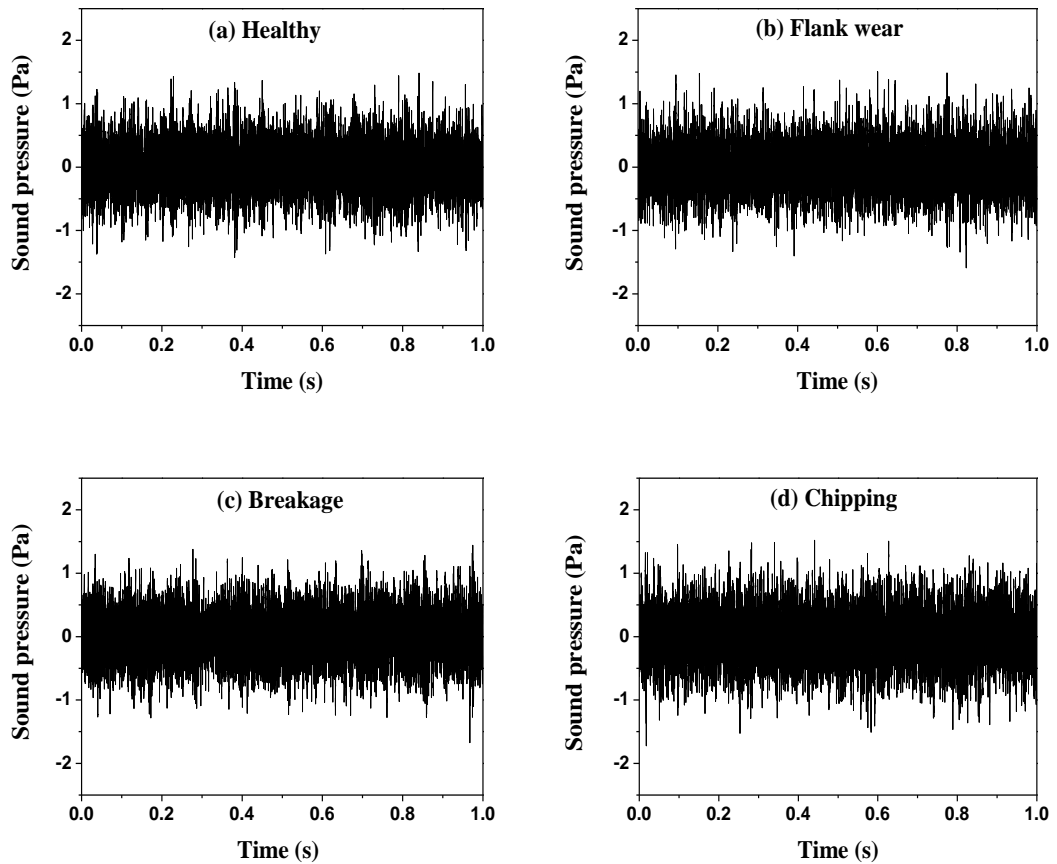 (a) Healthy
Sound pressure (Pa)
2
1
0
-1
-2
0.0 0.2 0.4 0.6 0.8 1.0
Time (s)
(b) Flank wear
Sound pressure (Pa)
2
1
0
-1
-2
0.0 0.2 0.4 0.6 0.8 1.0
Time (s)
(c) Breakage
Sound pressure (Pa)
2
1
0
-1
-2
0.0 0.2 0.4 0.6 0.8 1.0
Time (s)
(d) Chipping
Sound pressure (Pa)
2
1
0
-1
-2
0.0 0.2 0.4 0.6 0.8 1.0
Time (s)